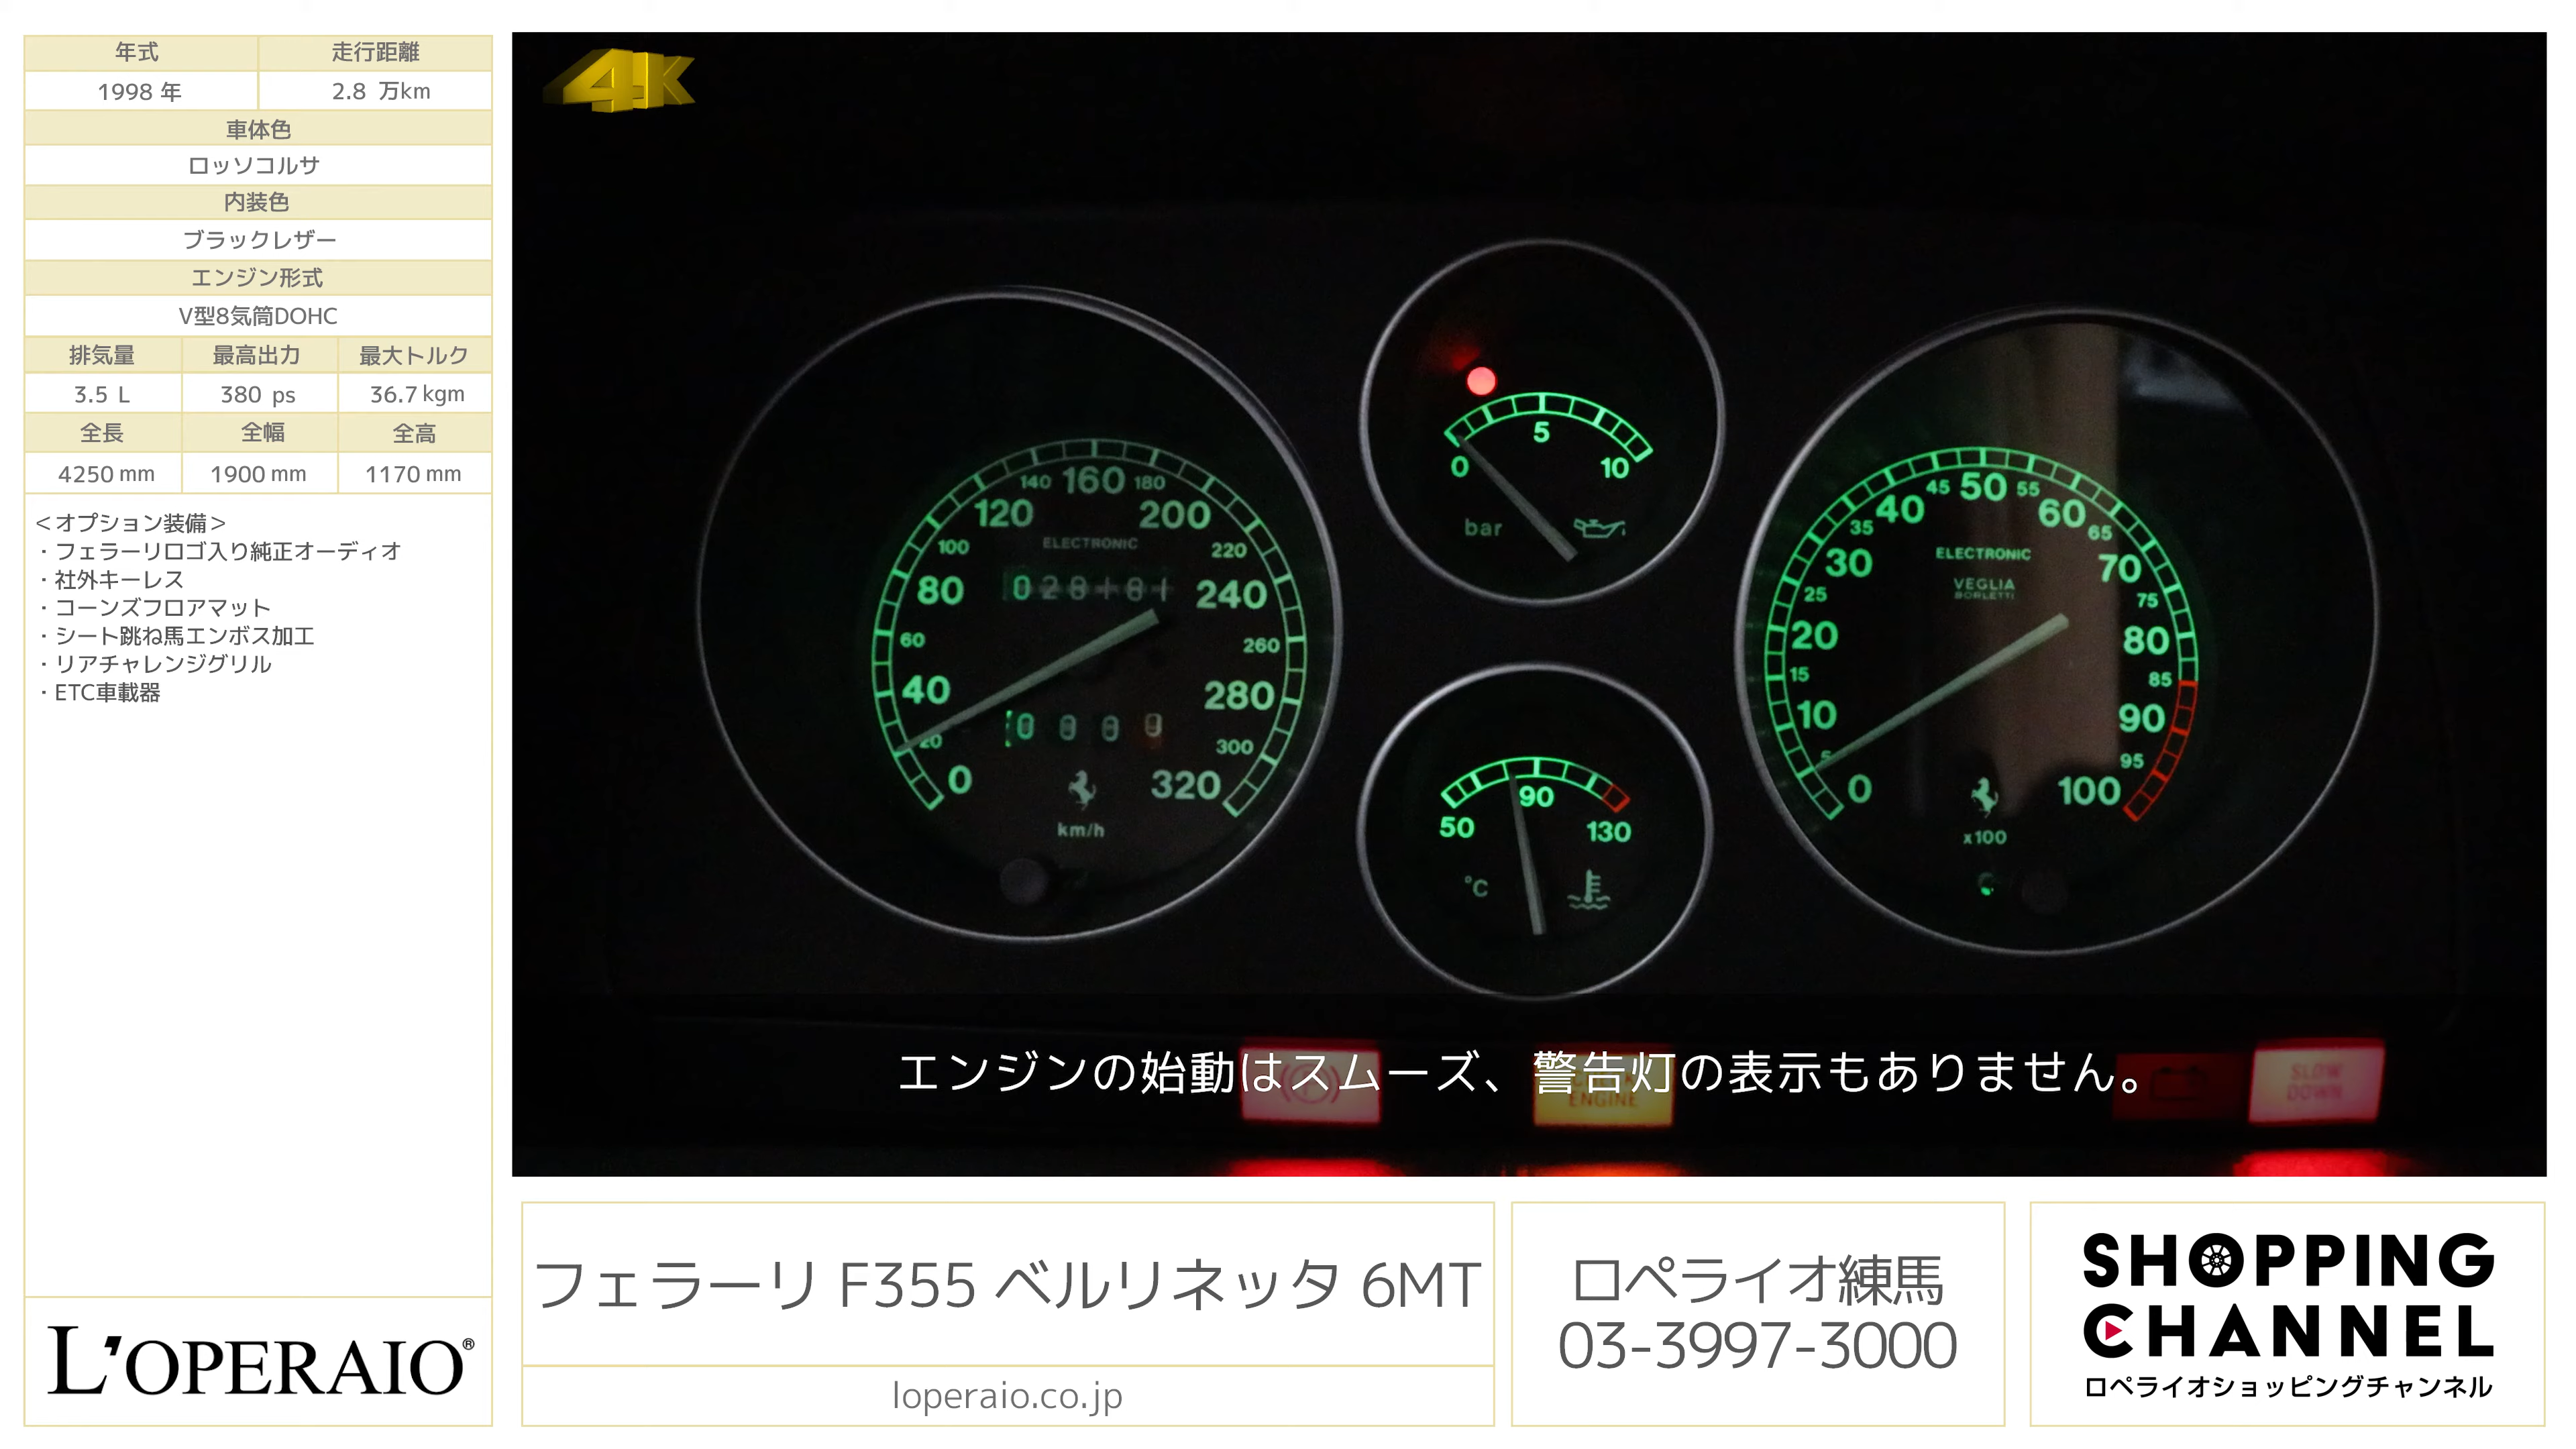 年式 走行距離
1998 年 2.8 万km
車体色
ロッソコルサ
内装色
ブラックレザー
エンジン形式
V型8気筒DOHC
排気量 最高出力 最大トルク
3.5 L 380 ps 36.7 kgm
全長 全幅 全高
4250 mm 1900 mm 1170 mm
＜オプション装備＞
・フェラーリロゴ入り純正オーディオ
・社外キーレス
・コーンズフロアマット
・シート跳ね馬エンボス加工
・リアチャレンジグリル
・ETC車載器
L'OPERAIO®
4K
0 20 40 60 80 100 120 140 160 180 200 220 240 260 280 300 320
ELECTRONIC
km/h
0 5 10
bar
50 90 130
°C
0 5 10 15 20 25 30 35 40 45 50 55 60 65 70 75 80 85 90 95 100
ELECTRONIC
VEGLIA
BORLETTI
x100
エンジンの始動はスムーズ、警告灯の表示もありません。
ENGINE
SLOW
DOWN
フェラーリ F355 ベルリネッタ 6MT
loperaio.co.jp
ロペライオ練馬
03-3997-3000
SHOPPING
CHANNEL
ロペライオショッピングチャンネル